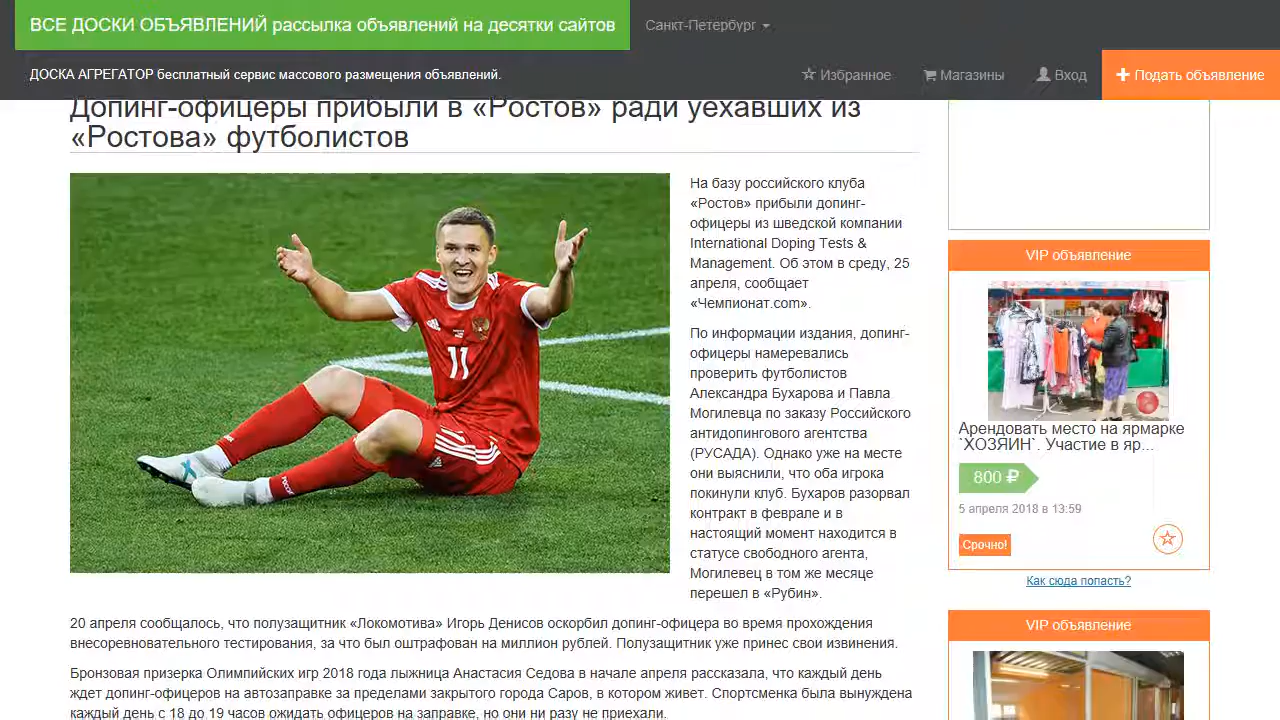 ВСЕ ДОСКИ ОБЪЯВЛЕНИЙ рассылка объявлений на десятки сайтов
Санкт-Петербург
ДОСКА АГРЕГАТОР бесплатный сервис массового размещения объявлений.
Избранное
Магазины
Вход
Подать объявление
Допинг-офицеры прибыли в «Ростов» ради уехавших из
«Ростова» футболистов
11
На базу российского клуба
«Ростов» прибыли допинг-
офицеры из шведской компании
International Doping Tests &
Management. Об этом в среду, 25
апреля, сообщает
«Чемпионат.com».
По информации издания, допинг-
офицеры намеревались
проверить футболистов
Александра Бухарова и Павла
Могилевца по заказу Российского
антидопингового агентства
(РУСАДА). Однако уже на месте
они выяснили, что оба игрока
покинули клуб. Бухаров разорвал
контракт в феврале и в
настоящий момент находится в
статусе свободного агента,
Могилевец в том же месяце
перешел в «Рубин».
20 апреля сообщалось, что полузащитник «Локомотива» Игорь Денисов оскорбил допинг-офицера во время прохождения
внесоревновательного тестирования, за что был оштрафован на миллион рублей. Полузащитник уже принес свои извинения.
Бронзовая призерка Олимпийских игр 2018 года лыжница Анастасия Седова в начале апреля рассказала, что каждый день
ждет допинг-офицеров на автозаправке за пределами закрытого города Саров, в котором живет. Спортсменка была вынуждена
каждый день с 18 до 19 часов ожидать офицеров на заправке, но они ни разу не приехали.
VIP объявление
Арендовать место на ярмарке
`ХОЗЯИН`. Участие в яр...
800 ₽
5 апреля 2018 в 13:59
Срочно!
Как сюда попасть?
VIP объявление